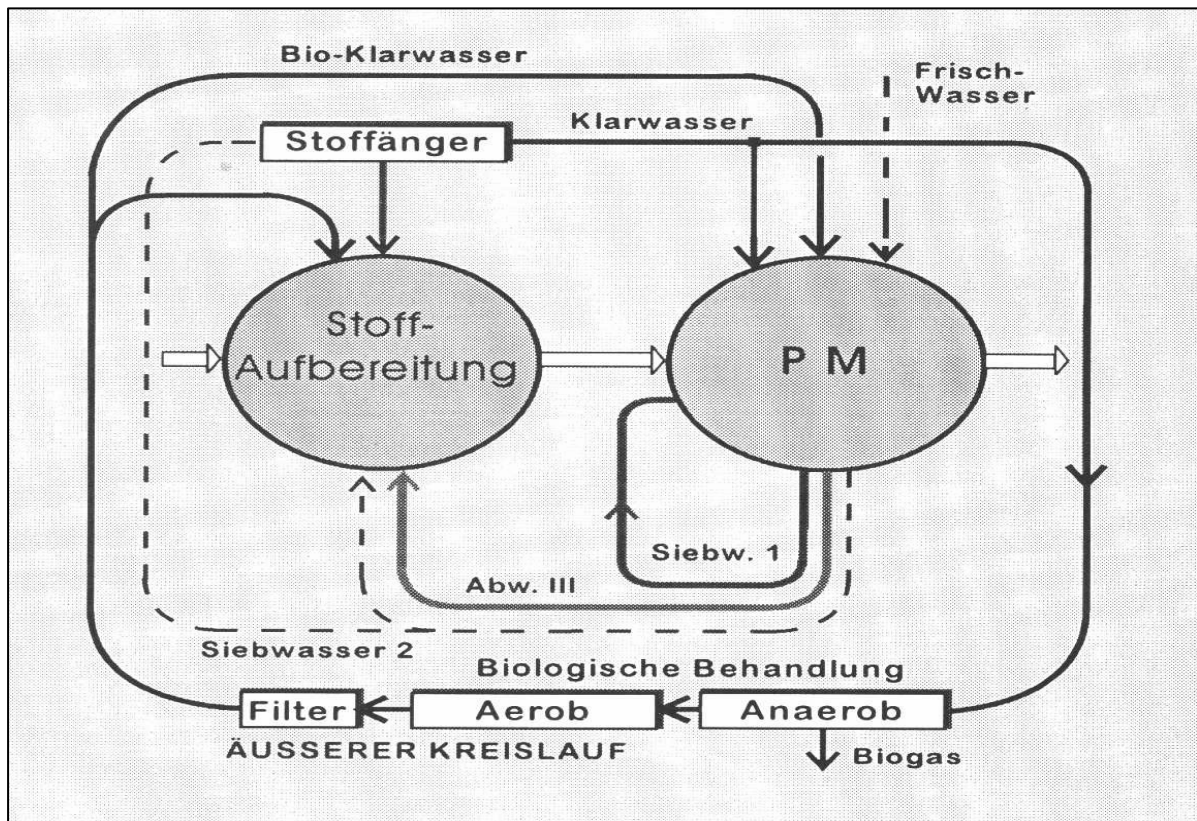 Bio-Klarwasser
Frisch-
Wasser
Klarwasser
Stoffänger
Stoff-
Aufbereitung
P M
Siebw. 1
Abw. III
Siebwasser 2
Biologische Behandlung
Filter
Aerob
Anaerob
ÄUSSERER KREISLAUF
Biogas